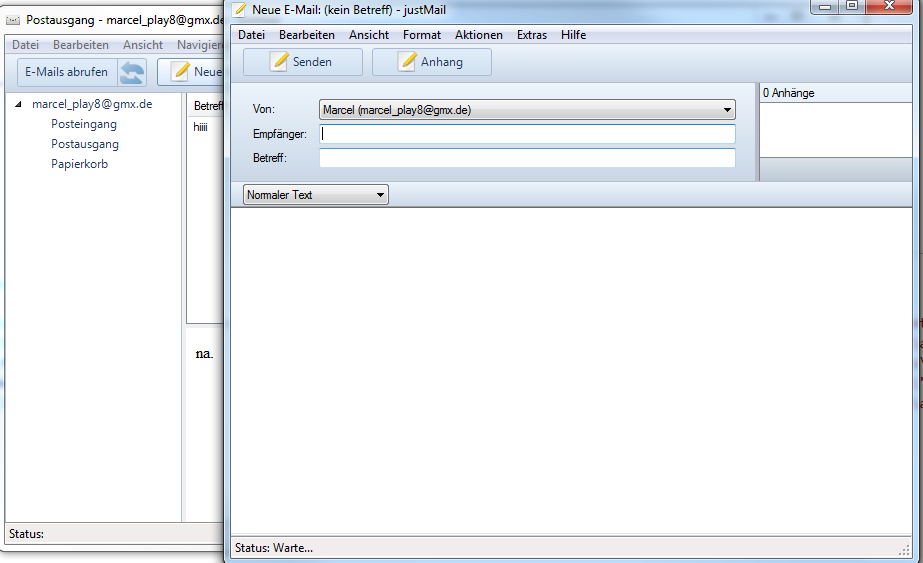 Postausgang - marcel_play8@gmx.de
Datei Bearbeiten Ansicht
E-Mails abrufen Neue
marcel_play8@gmx.de
Posteingang
Postausgang
Papierkorb
Betreff
hiiii
na.
Status:
Neue E-Mail: (kein Betreff) - justMail
Datei Bearbeiten Ansicht Format Aktionen Extras Hilfe
Senden Anhang
Von: Marcel (marcel_play8@gmx.de)
Empfänger:
Betreff:
0 Anhänge
Normaler Text
Status: Warte...